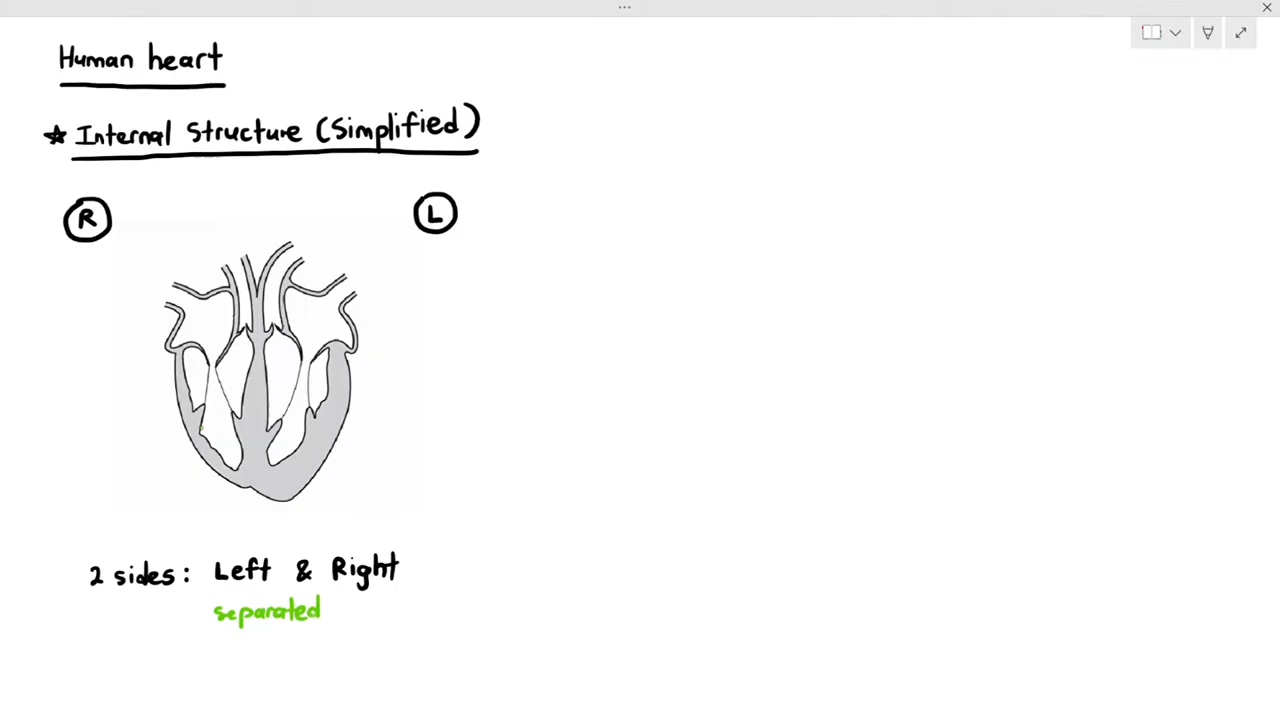 Human heart
* Internal Structure (Simplified)
R L
2 sides: Left & Right
separated